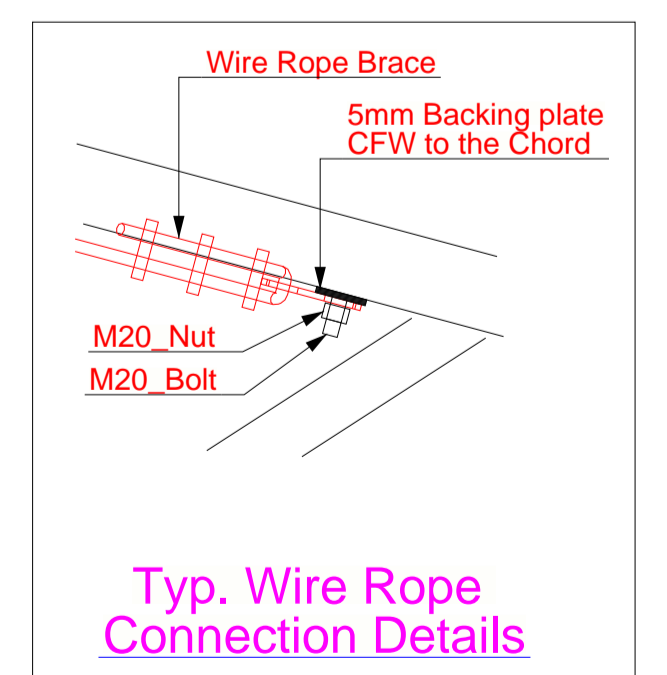 Wire Rope Brace
5mm Backing plate
CFW to the Chord
M20_Nut
M20_Bolt
Typ. Wire Rope
Connection Details